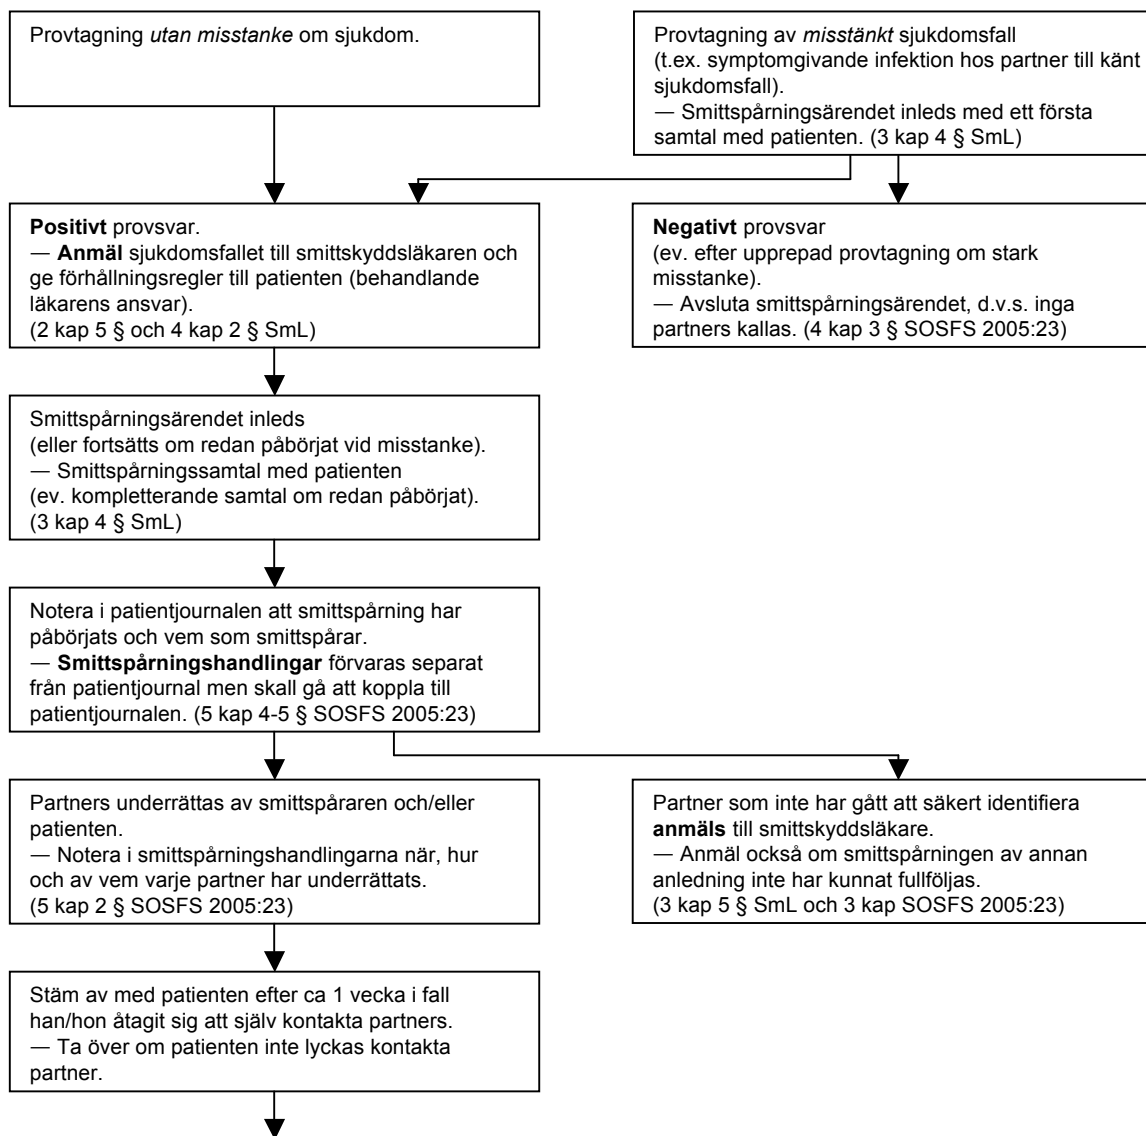 Provtagning utan misstanke om sjukdom.
Provtagning av misstänkt sjukdomsfall
(t.ex. symptomgivande infektion hos partner till känt
sjukdomsfall).
— Smittspårningsärendet inleds med ett första
samtal med patienten. (3 kap 4 § SmL)
Positivt provsvar.
— Anmäl sjukdomsfallet till smittskyddsläkaren och
ge förhållningsregler till patienten (behandlande
läkarens ansvar).
(2 kap 5 § och 4 kap 2 § SmL)
Negativt provsvar
(ev. efter upprepad provtagning om stark
misstanke).
— Avsluta smittspårningsärendet, d.v.s. inga
partners kallas. (4 kap 3 § SOSFS 2005:23)
Smittspårningsärendet inleds
(eller fortsätts om redan påbörjat vid misstanke).
— Smittspårningssamtal med patienten
(ev. kompletterande samtal om redan påbörjat).
(3 kap 4 § SmL)
Notera i patientjournalen att smittspårning har
påbörjats och vem som smittspårar.
— Smittspårningshandlingar förvaras separat
från patientjournal men skall gå att koppla till
patientjournalen. (5 kap 4-5 § SOSFS 2005:23)
Partners underrättas av smittspåraren och/eller
patienten.
— Notera i smittspårningshandlingarna när, hur
och av vem varje partner har underrättats.
(5 kap 2 § SOSFS 2005:23)
Partner som inte har gått att säkert identifiera
anmäls till smittskyddsläkare.
— Anmäl också om smittspårningen av annan
anledning inte har kunnat fullföljas.
(3 kap 5 § SmL och 3 kap SOSFS 2005:23)
Stäm av med patienten efter ca 1 vecka i fall
han/hon åtagit sig att själv kontakta partners.
— Ta över om patienten inte lyckas kontakta
partner.